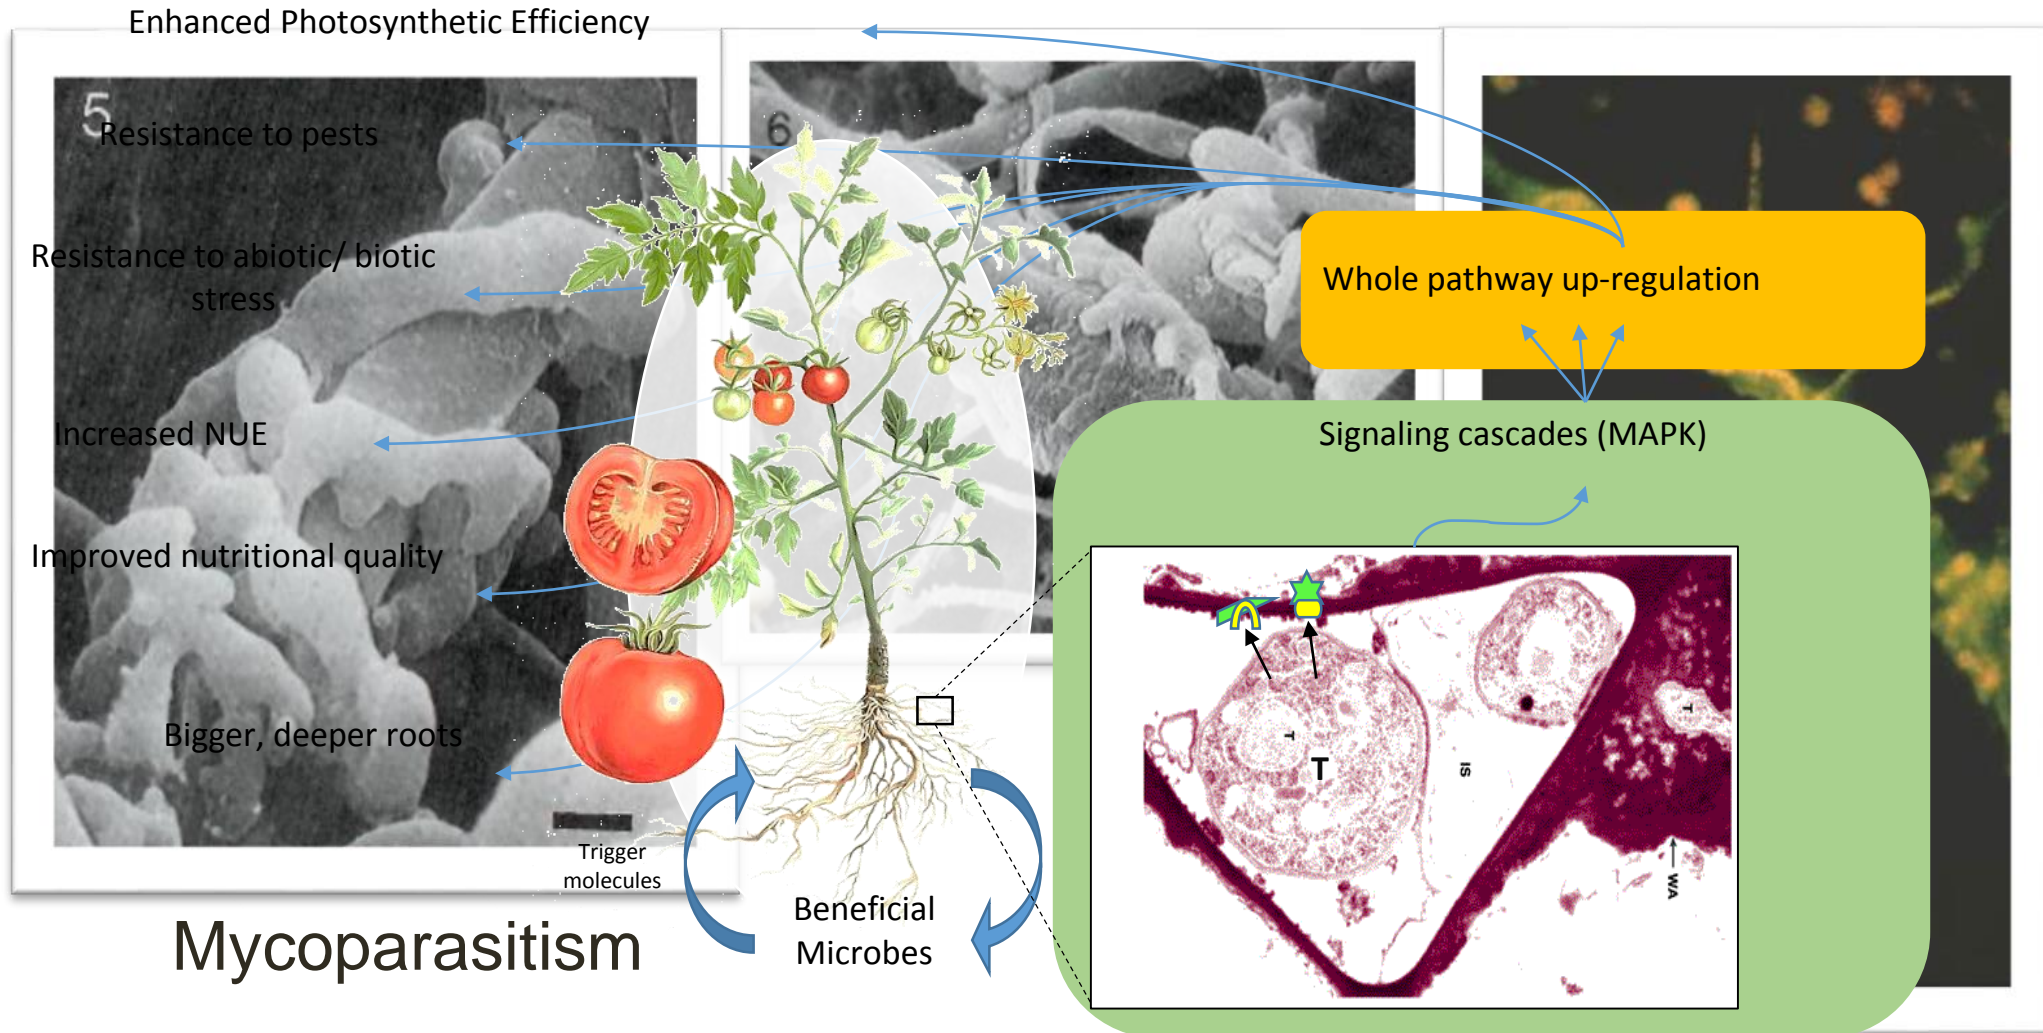 Enhanced Photosynthetic Efficiency
5
Resistance to pests
6
Resistance to abiotic/ biotic
stress
Whole pathway up-regulation
Increased NUE
Signaling cascades (MAPK)
Improved nutritional quality
Bigger, deeper roots
T
T
T
IS
WA
Trigger
molecules
Beneficial
Microbes
Mycoparasitism